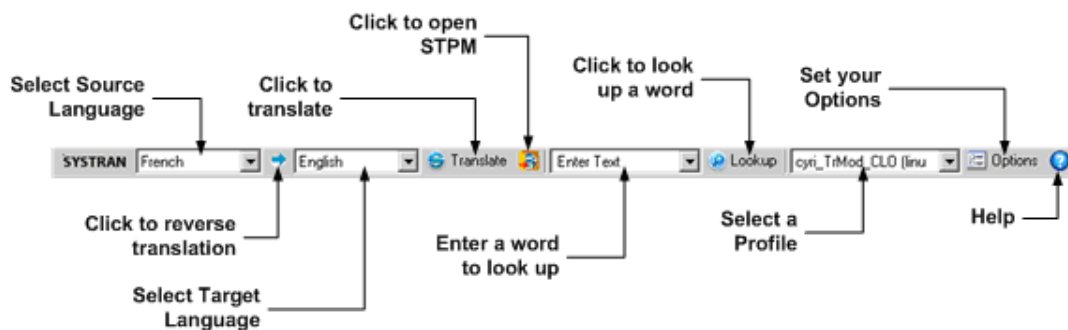 Click to open
STPM
Select Source
Language
Click to
translate
Click to look
up a word
Set your
Options
SYSTRAN French English Translate Enter Text Lookup cyri_TrMod_CLO (linu Options
Click to reverse
translation
Select Target
Language
Enter a word
to look up
Select a
Profile
Help